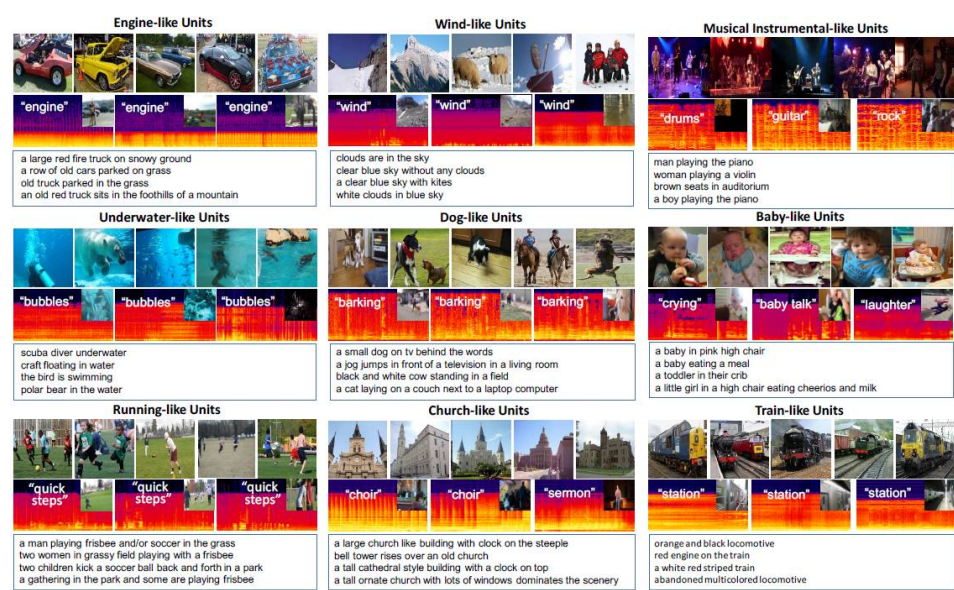 Engine-like Units
"engine" "engine" "engine"
a large red fire truck on snowy ground
a row of old cars parked on grass
old truck parked in the grass
an old red truck sits in the foothills of a mountain
Wind-like Units
"wind" "wind" "wind"
clouds are in the sky
clear blue sky without any clouds
a clear blue sky with kites
white clouds in blue sky
Musical Instrumental-like Units
"drums" "guitar" "rock"
man playing the piano
woman playing a violin
brown seats in auditorium
a boy playing the piano
Underwater-like Units
"bubbles" "bubbles" "bubbles"
scuba diver underwater
craft floating in water
the bird is swimming
polar bear in the water
Dog-like Units
"barking" "barking" "barking"
a small dog on tv behind the words
a jog jumps in front of a television in a living room
black and white cow standing in a field
a cat laying on a couch next to a laptop computer
Baby-like Units
"crying" "baby talk" "laughter"
a baby in pink high chair
a baby eating a meal
a toddler in their crib
a little girl in a high chair eating cheerios and milk
Running-like Units
"quick steps" "quick steps" "quick steps"
a man playing frisbee and/or soccer in the grass
two women in grassy field playing with a frisbee
two children kick a soccer ball back and forth in a park
a gathering in the park and some are playing frisbee
Church-like Units
"choir" "choir" "sermon"
a large church like building with clock on the steeple
bell tower rises over an old church
a tall cathedral style building with a clock on top
a tall ornate church with lots of windows dominates the scenery
Train-like Units
"station" "station" "station"
orange and black locomotive
red engine on the train
a white red striped train
abandoned multicolored locomotive